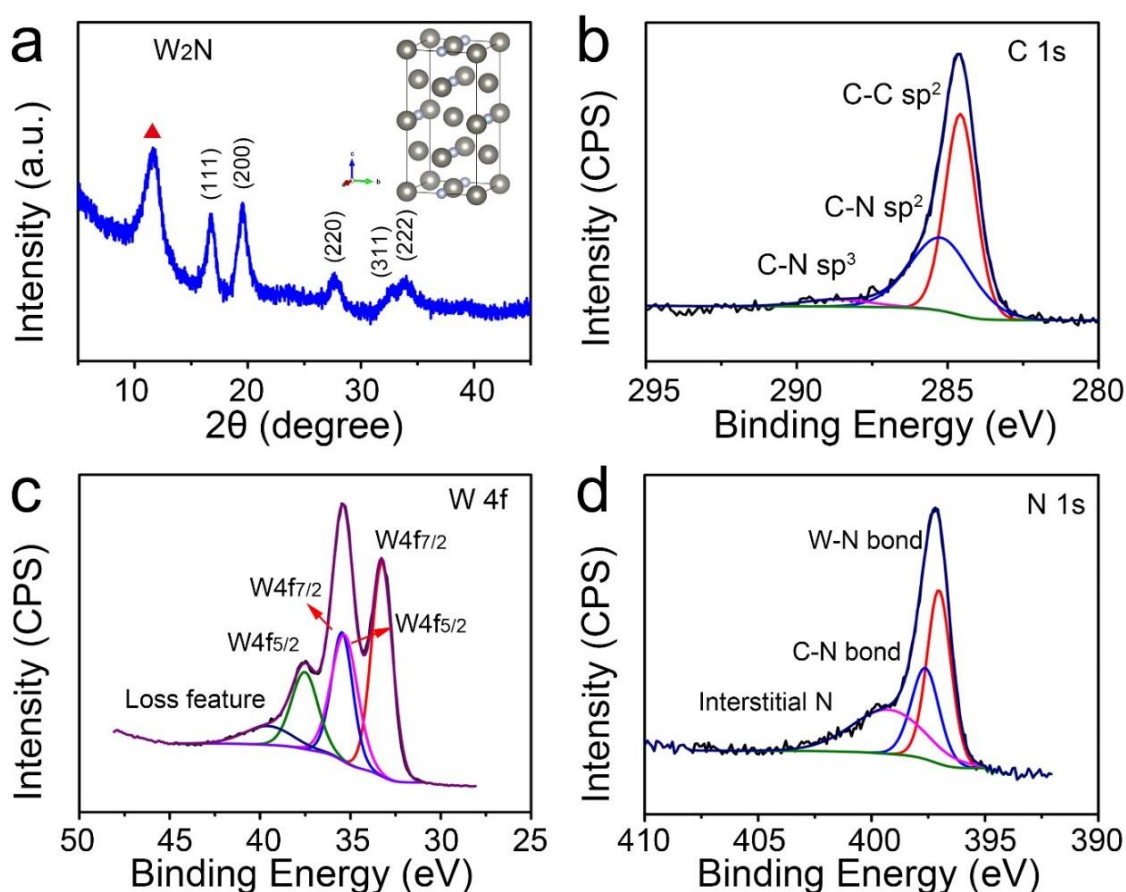 a
W₂N
c
b
(111)
(200)
(220)
(311)
(222)
Intensity (a.u.)
10 20 30 40
2θ (degree)
b
C 1s
C-C sp²
C-N sp²
C-N sp³
Intensity (CPS)
295 290 285 280
Binding Energy (eV)
c
W 4f
W4f7/2
W4f7/2
W4f5/2
W4f5/2
Loss feature
Intensity (CPS)
50 45 40 35 30 25
Binding Energy (eV)
d
N 1s
W-N bond
C-N bond
Interstitial N
Intensity (CPS)
410 405 400 395 390
Binding Energy (eV)